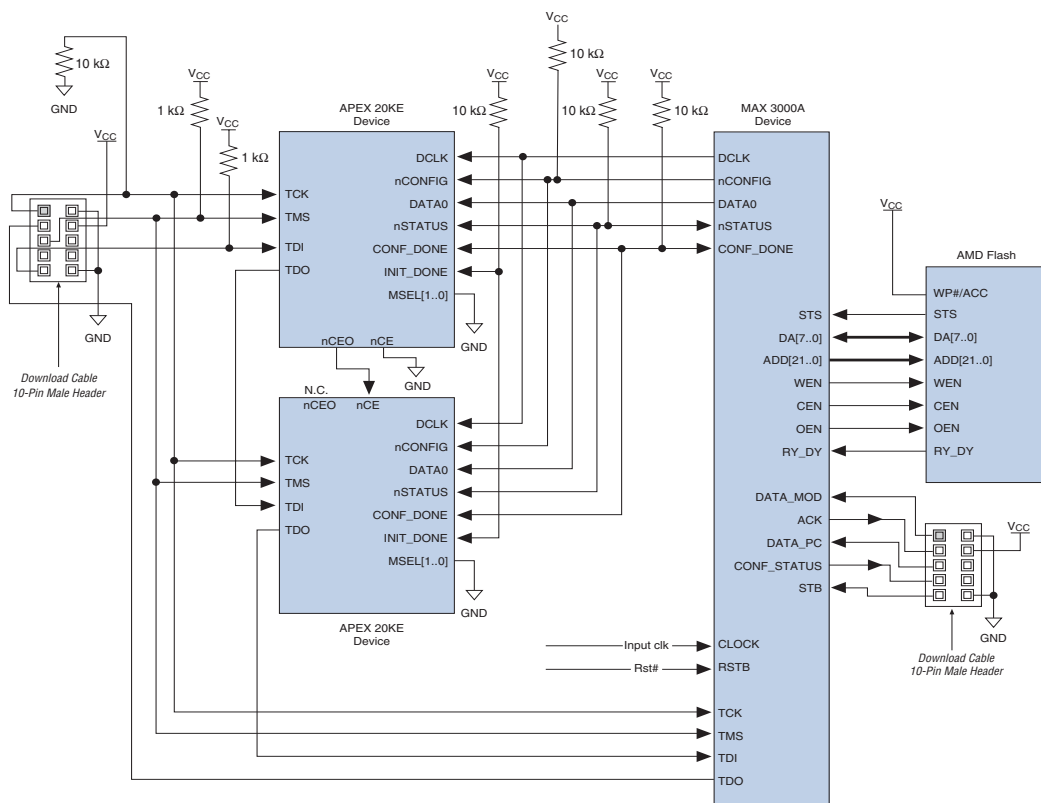 VCC
10 kΩ
GND
VCC
1 kΩ
VCC
1 kΩ
VCC
APEX 20KE
Device
VCC
10 kΩ
VCC
10 kΩ
VCC
10 kΩ
VCC
10 kΩ
MAX 3000A
Device
TCK
TMS
TDI
TDO
DCLK
nCONFIG
DATA0
nSTATUS
CONF_DONE
INIT_DONE
MSEL[1..0]
GND
nCEO
nCE
GND
GND
Download Cable
10-Pin Male Header
N.C.
nCEO
nCE
TCK
TMS
TDI
TDO
DCLK
nCONFIG
DATA0
nSTATUS
CONF_DONE
INIT_DONE
MSEL[1..0]
GND
APEX 20KE
Device
DCLK
nCONFIG
DATA0
nSTATUS
CONF_DONE
STS
DA[7..0]
ADD[21..0]
WEN
CEN
OEN
RY_DY
DATA_MOD
ACK
DATA_PC
CONF_STATUS
STB
Input clk
CLOCK
Rst#
RSTB
TCK
TMS
TDI
TDO
VCC
AMD Flash
WP#/ACC
STS
DA[7..0]
ADD[21..0]
WEN
CEN
OEN
RY_DY
VCC
GND
Download Cable
10-Pin Male Header